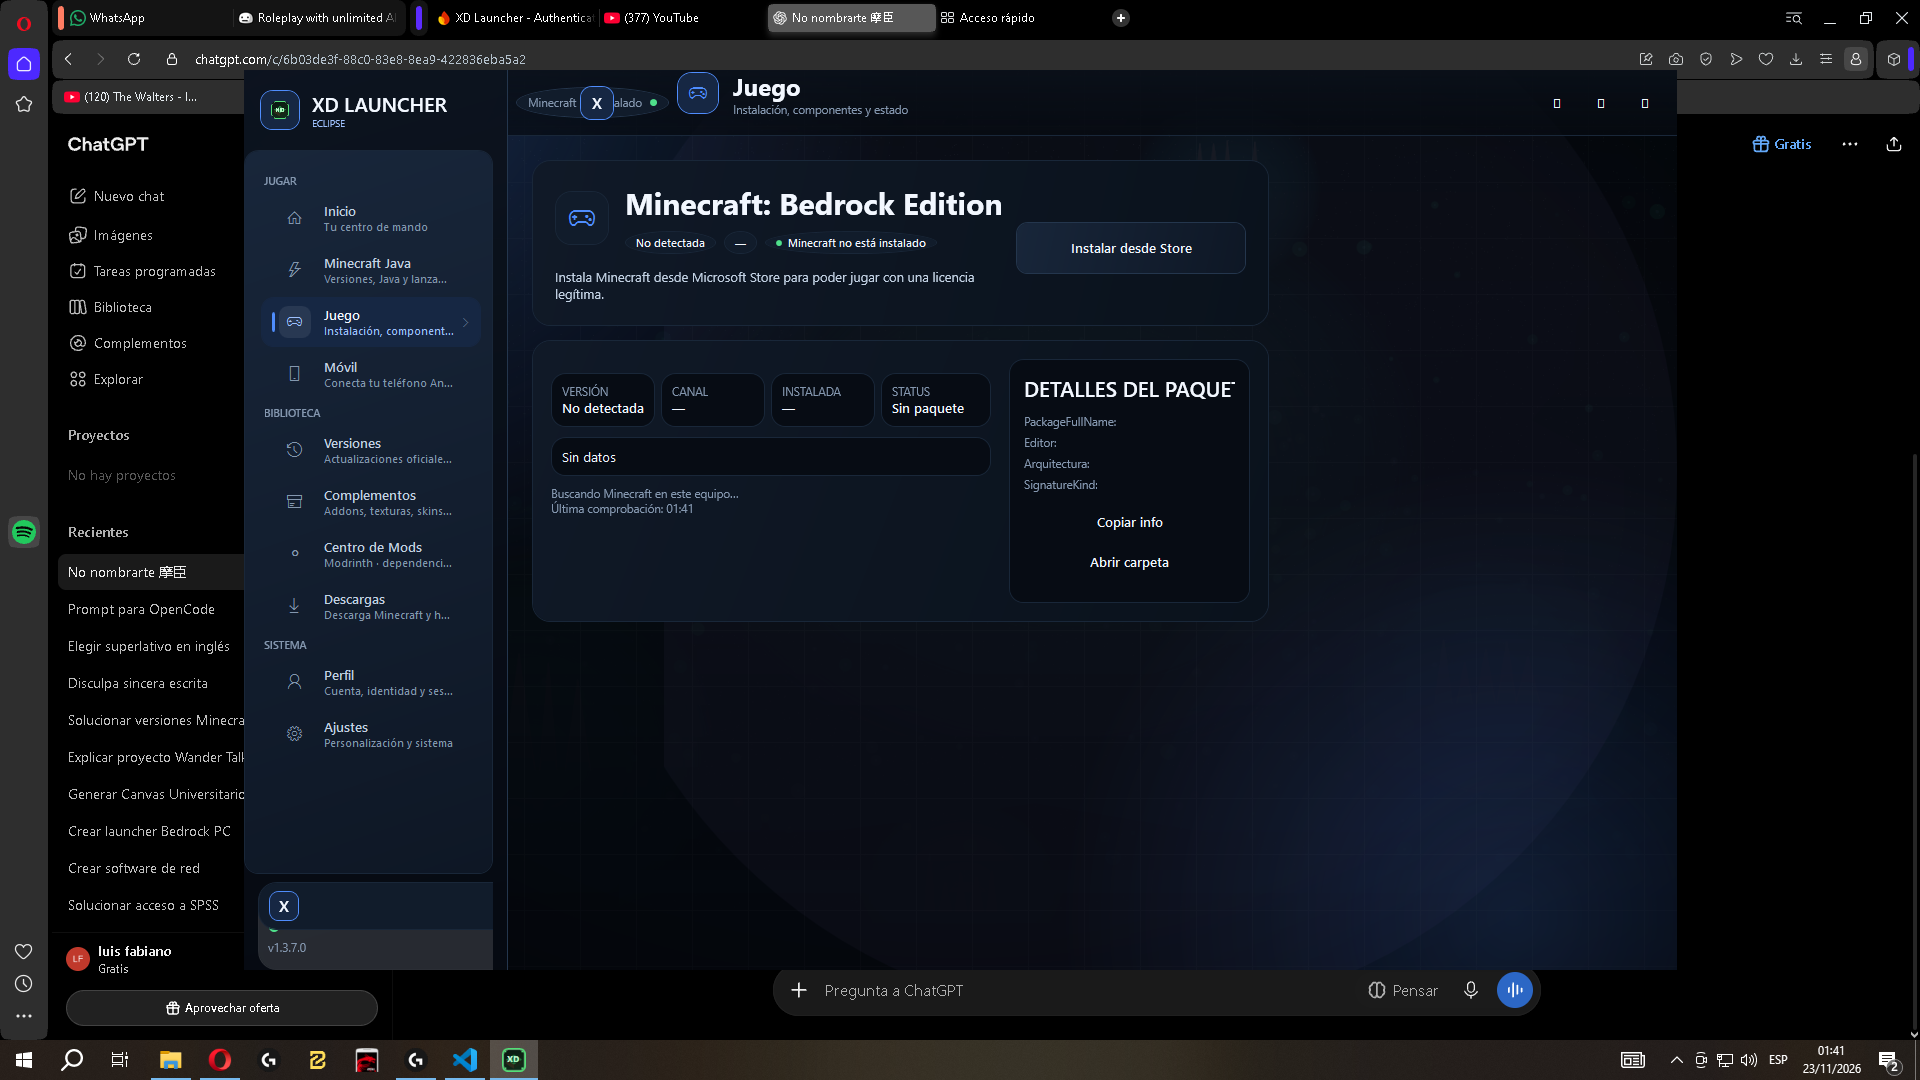 WhatsApp
Roleplay with unlimited AI
XD Launcher - Authentica
(377) YouTube
No nombrarte 摩臣
Acceso rápido
chatgpt.com/c/6b03de3f-88c0-83e8-8ea9-422836eba5a2
(120) The Walters - I...
ChatGPT
Nuevo chat
Imágenes
Tareas programadas
Biblioteca
Complementos
Explorar
Proyectos
No hay proyectos
Recientes
No nombrarte 摩臣
Prompt para OpenCode
Elegir superlativo en inglés
Disculpa sincera escrita
Solucionar versiones Minecra
Explicar proyecto Wander Talk
Generar Canvas Universitario
Crear launcher Bedrock PC
Crear software de red
Solucionar acceso a SPSS
LF
luis fabiano
Gratis
Aprovechar oferta
XD
XD LAUNCHER
ECLIPSE
JUGAR
Inicio
Tu centro de mando
Minecraft Java
Versiones, Java y lanza...
Juego
Instalación, component...
Móvil
Conecta tu teléfono An...
BIBLIOTECA
Versiones
Actualizaciones oficiale...
Complementos
Addons, texturas, skins...
Centro de Mods
Modrinth · dependenci...
Descargas
Descarga Minecraft y h...
SISTEMA
Perfil
Cuenta, identidad y ses...
Ajustes
Personalización y sistema
X
v1.3.7.0
Minecraft X alado
Juego
Instalación, componentes y estado
Minecraft: Bedrock Edition
No detectada — Minecraft no está instalado
Instala Minecraft desde Microsoft Store para poder jugar con una licencia
legítima.
Instalar desde Store
VERSIÓN
No detectada
CANAL
—
INSTALADA
—
STATUS
Sin paquete
Sin datos
Buscando Minecraft en este equipo...
Última comprobación: 01:41
DETALLES DEL PAQUET
PackageFullName:
Editor:
Arquitectura:
SignatureKind:
Copiar info
Abrir carpeta
Gratis
Pregunta a ChatGPT
Pensar
XD
ESP
01:41
23/11/2026
2